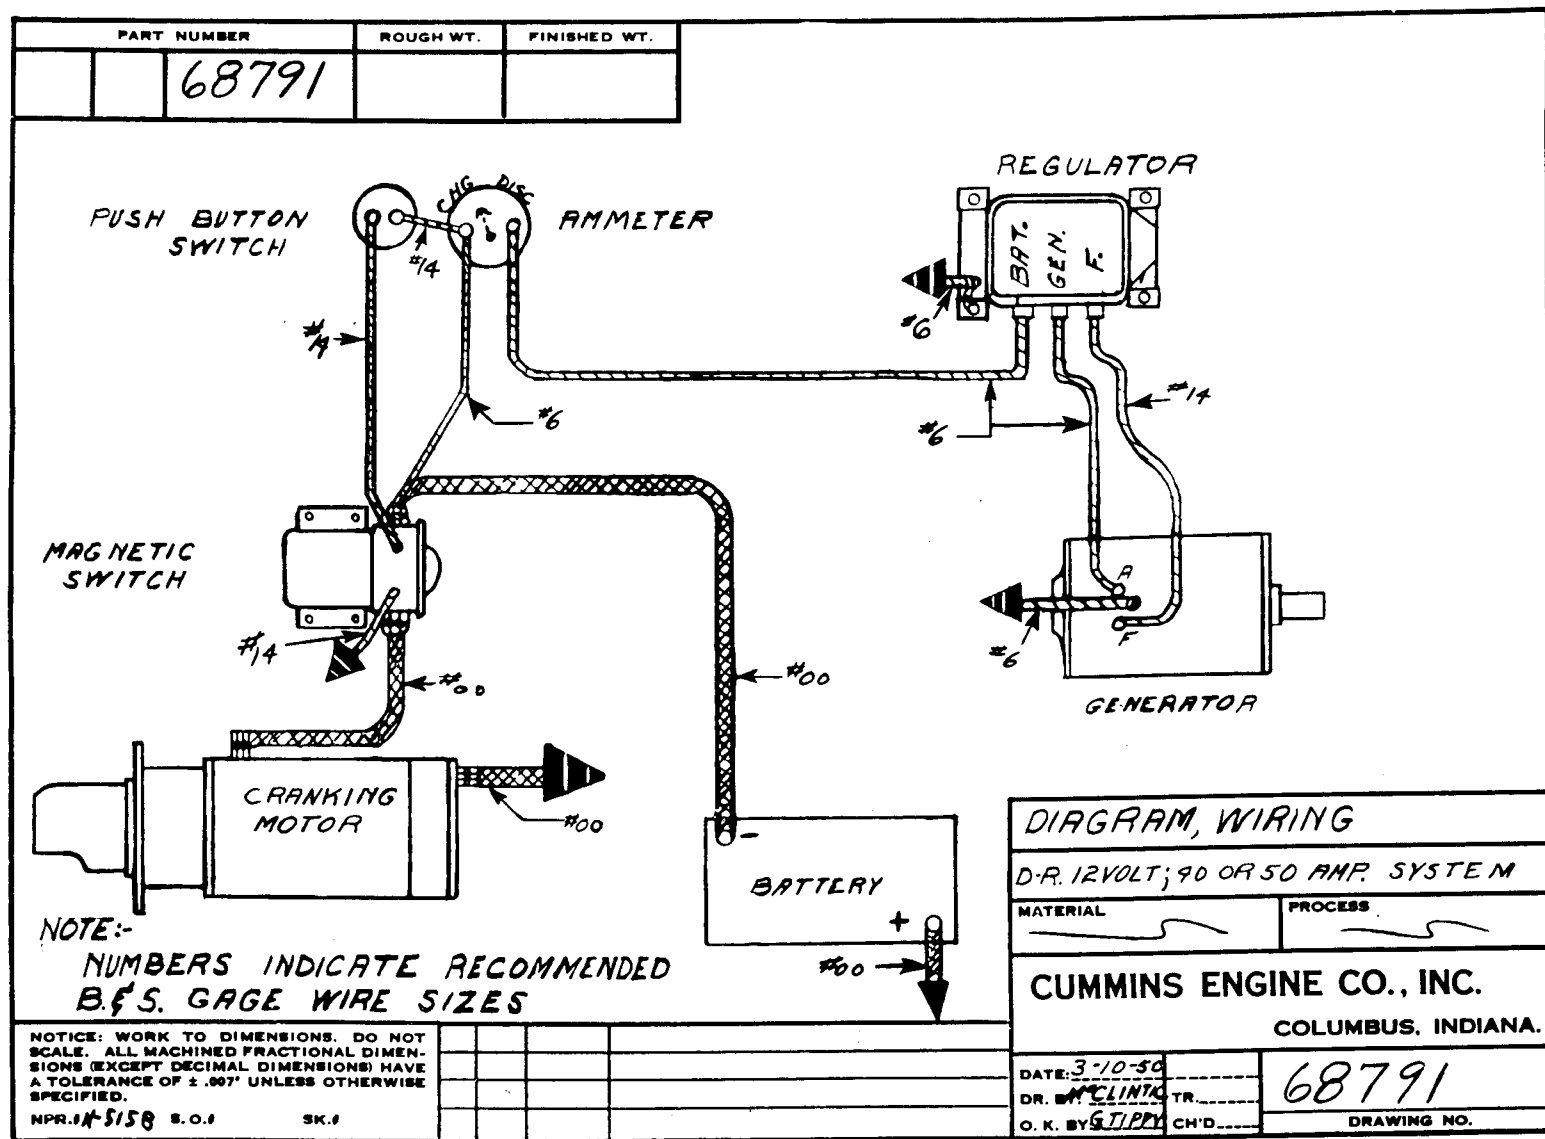 PART NUMBER ROUGH WT. FINISHED WT.
68791
REGULATOR
PUSH BUTTON
SWITCH
CHG DISC
AMMETER
BAT.
GEN.
F.
#14
#6
#14
#6
#6
#14
MAGNETIC
SWITCH
A
F
#14
#6
#00
#00
GENERATOR
CRANKING
MOTOR
#00
-
BATTERY
+
#00
NOTE:-
NUMBERS INDICATE RECOMMENDED
B.&S. GAGE WIRE SIZES
DIAGRAM, WIRING
D-R. 12VOLT; 40 OR 50 AMP. SYSTEM
MATERIAL PROCESS
CUMMINS ENGINE CO., INC.
COLUMBUS, INDIANA.
NOTICE: WORK TO DIMENSIONS. DO NOT
SCALE. ALL MACHINED FRACTIONAL DIMEN-
SIONS (EXCEPT DECIMAL DIMENSIONS) HAVE
A TOLERANCE OF ± .007" UNLESS OTHERWISE
SPECIFIED.
S.O.# SK.#
DATE: 3-10-50
DR. BY McCLINTIC TR.
O. K. BY G TIPPY CH'D
68791
DRAWING NO.